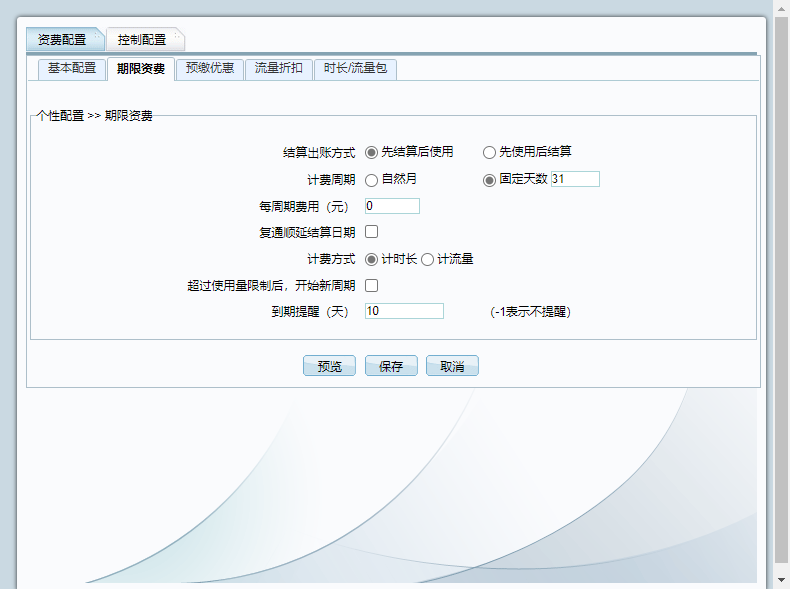 资费配置 控制配置
基本配置 期限资费 预缴优惠 流量折扣 时长/流量包
个性配置 >> 期限资费
结算出账方式 先结算后使用 先使用后结算
计费周期 自然月 固定天数 31
每周期费用（元） 0
复通顺延结算日期
计费方式 计时长 计流量
超过使用量限制后，开始新周期
到期提醒（天） 10 (-1表示不提醒)
预览 保存 取消